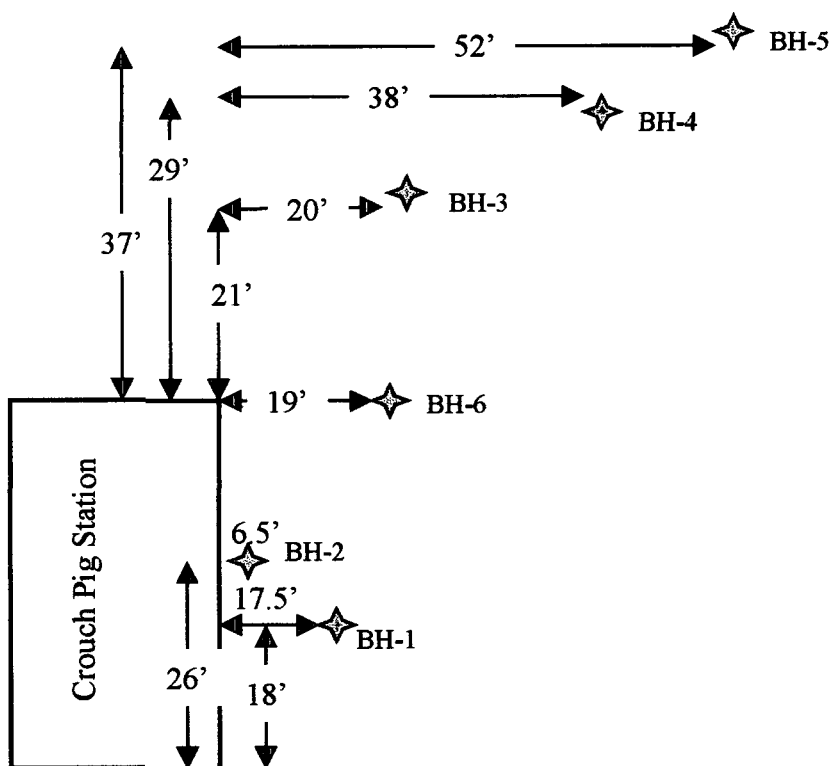 52’
BH-5
38’
BH-4
29’
20’
BH-3
37’
21’
19’
BH-6
Crouch Pig Station
6.5’
BH-2
17.5’
BH-1
26’
18’